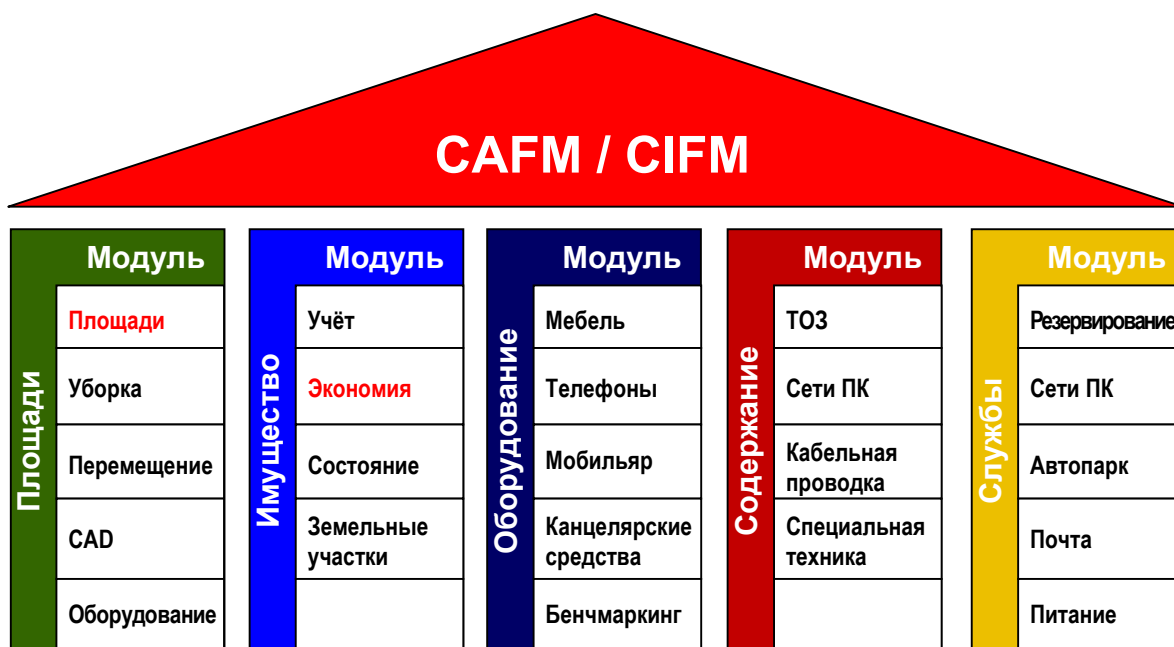 CAFM / CIFM
Модуль
Площади
Площади
Уборка
Перемещение
CAD
Оборудование
Модуль
Имущество
Учёт
Экономия
Состояние
Земельные
участки
Модуль
Оборудование
Мебель
Телефоны
Мобильяр
Канцелярские
средства
Бенчмаркинг
Модуль
Содержание
ТОЗ
Сети ПК
Кабельная
проводка
Специальная
техника
Модуль
Службы
Резервирование
Сети ПК
Автопарк
Почта
Питание